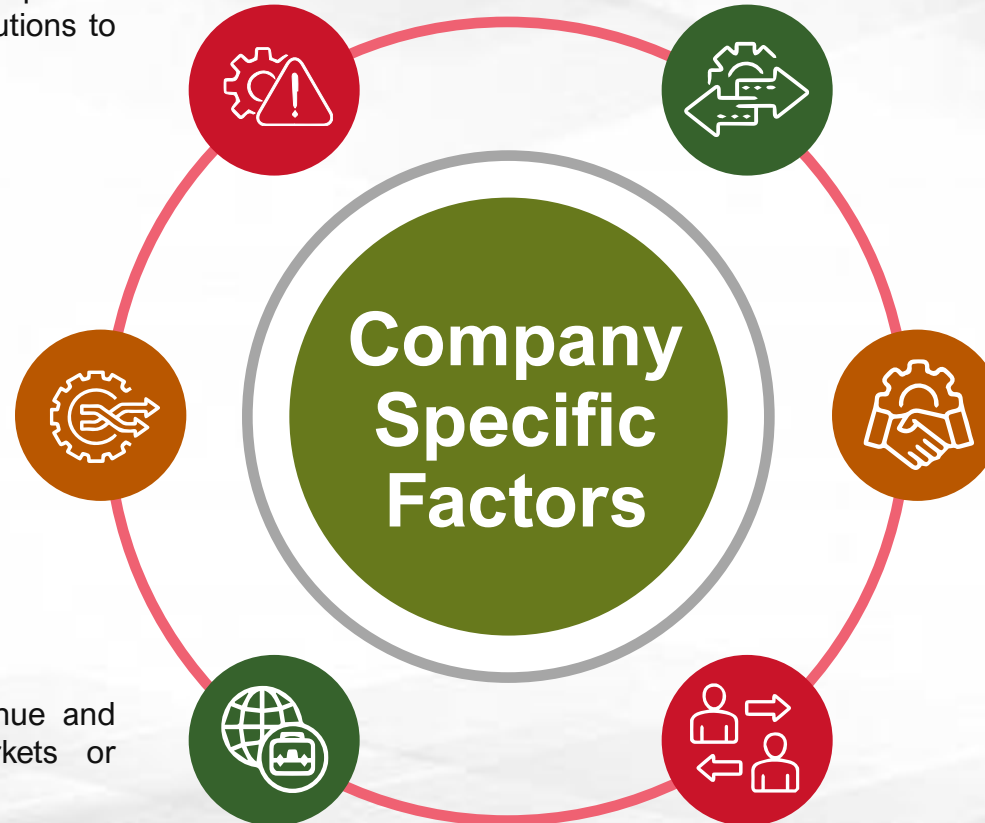 utions to
Company
Specific
Factors
nue and
kets or